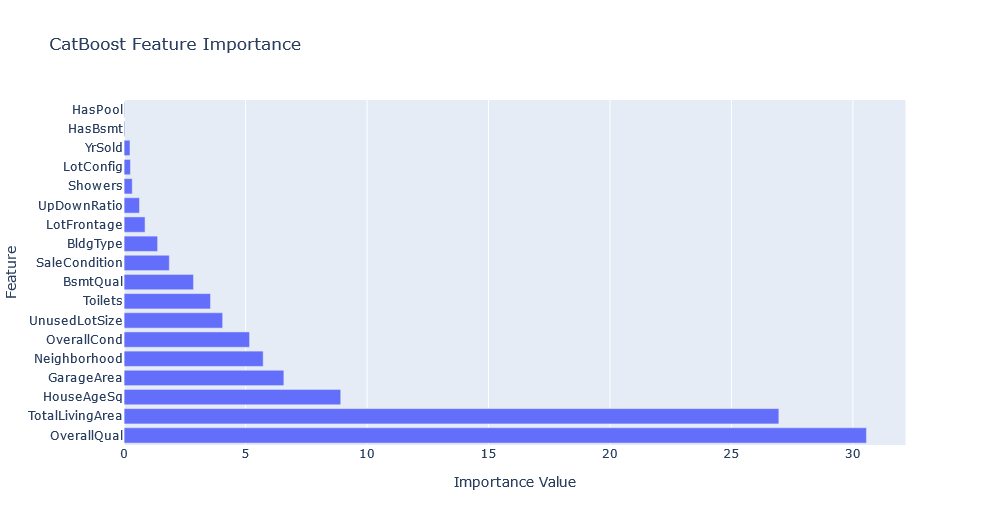 CatBoost Feature Importance
HasPool
HasBsmt
YrSold
LotConfig
Showers
UpDownRatio
LotFrontage
BldgType
SaleCondition
BsmtQual
Toilets
UnusedLotSize
OverallCond
Neighborhood
GarageArea
HouseAgeSq
TotalLivingArea
OverallQual
Feature
0 5 10 15 20 25 30
Importance Value